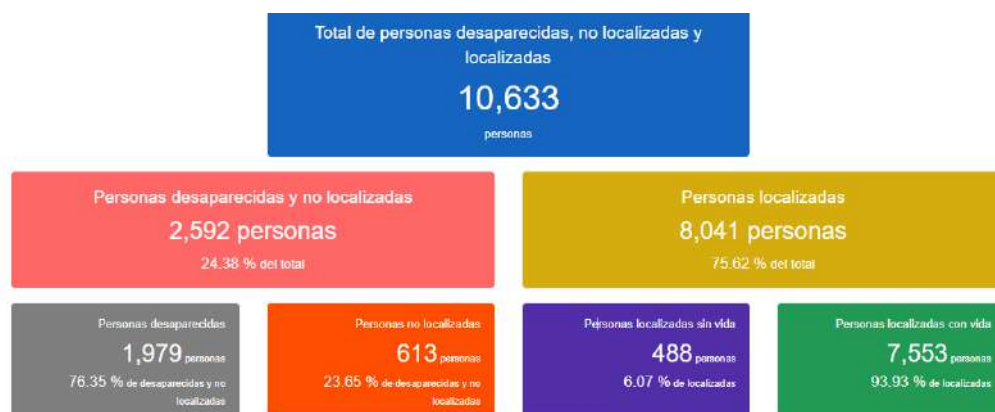 Total de personas desaparecidas, no localizadas y
localizadas
10,633
personas
Personas desaparecidas y no localizadas
2,592 personas
24.38 % del total
Personas localizadas
8,041 personas
75.62 % del total
Personas desaparecidas
1,979 personas
76.35 % de desaparecidas y no
localizadas
Personas no localizadas
613 personas
23.65 % de desaparecidas y no
localizadas
Personas localizadas sin vida
488 personas
6.07 % de localizadas
Personas localizadas con vida
7,553 personas
93.93 % de localizadas